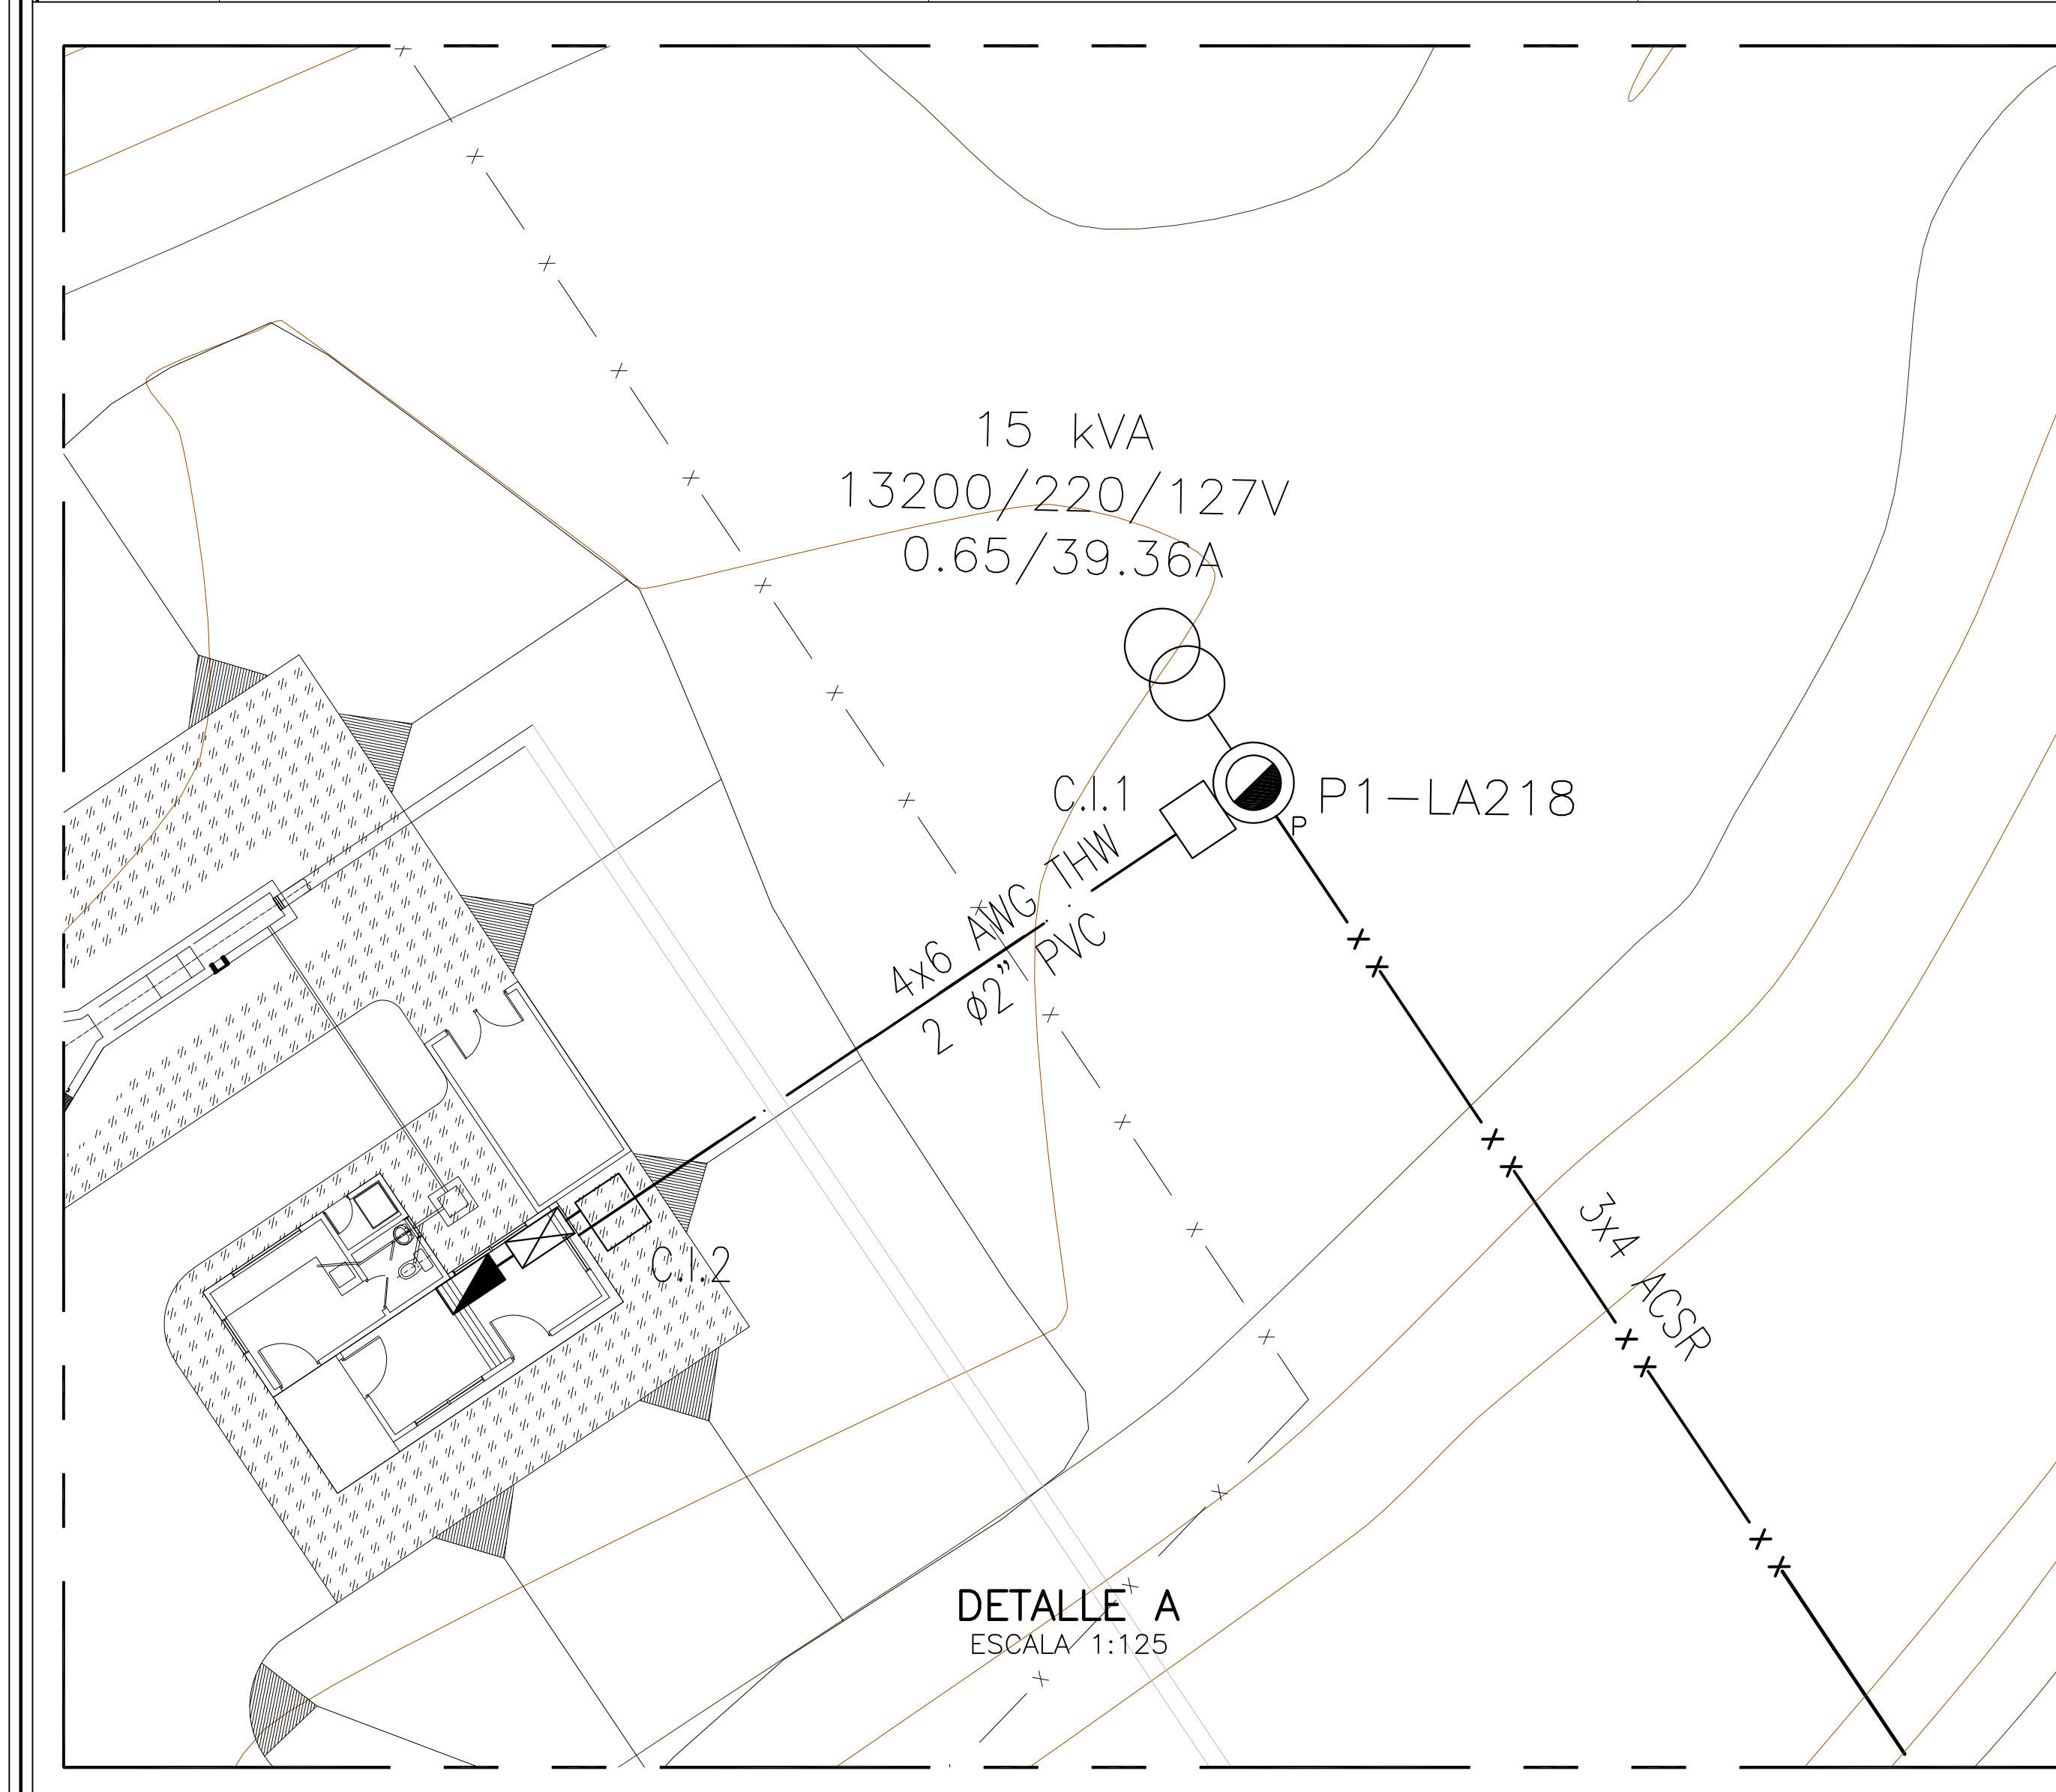 15 kVA
13200/220/127V
0.65/39.36A
C.I.1
P1-LA218
P
4x6 AWG THW
2 ø2" PVC
3x4 ACSR
C.I.2
DETALLE A
ESCALA 1:125